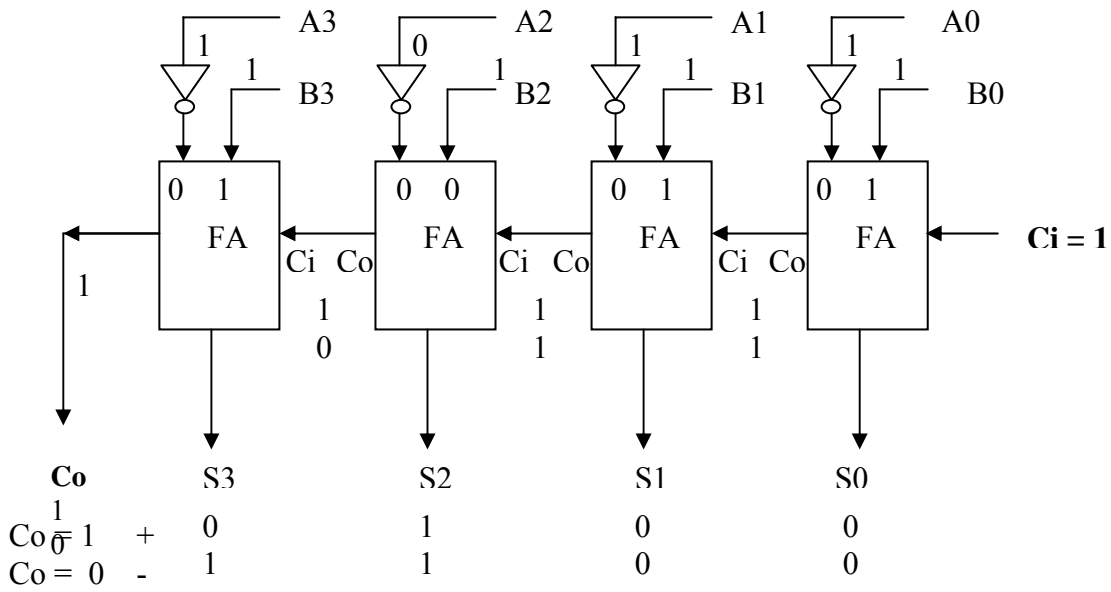 A3 A2 A1 A0
1 0 1 1
1 1 1 1
B3 B2 B1 B0
0 1 0 0 0 1 0 1
FA FA FA FA Ci = 1
Ci Co Ci Co Ci Co
1
1 1 1
0 1 1
Co S3 S2 S1 S0
1
0 1 0 0
Co = 1 +
0
1 1 0 0
Co = 0 -